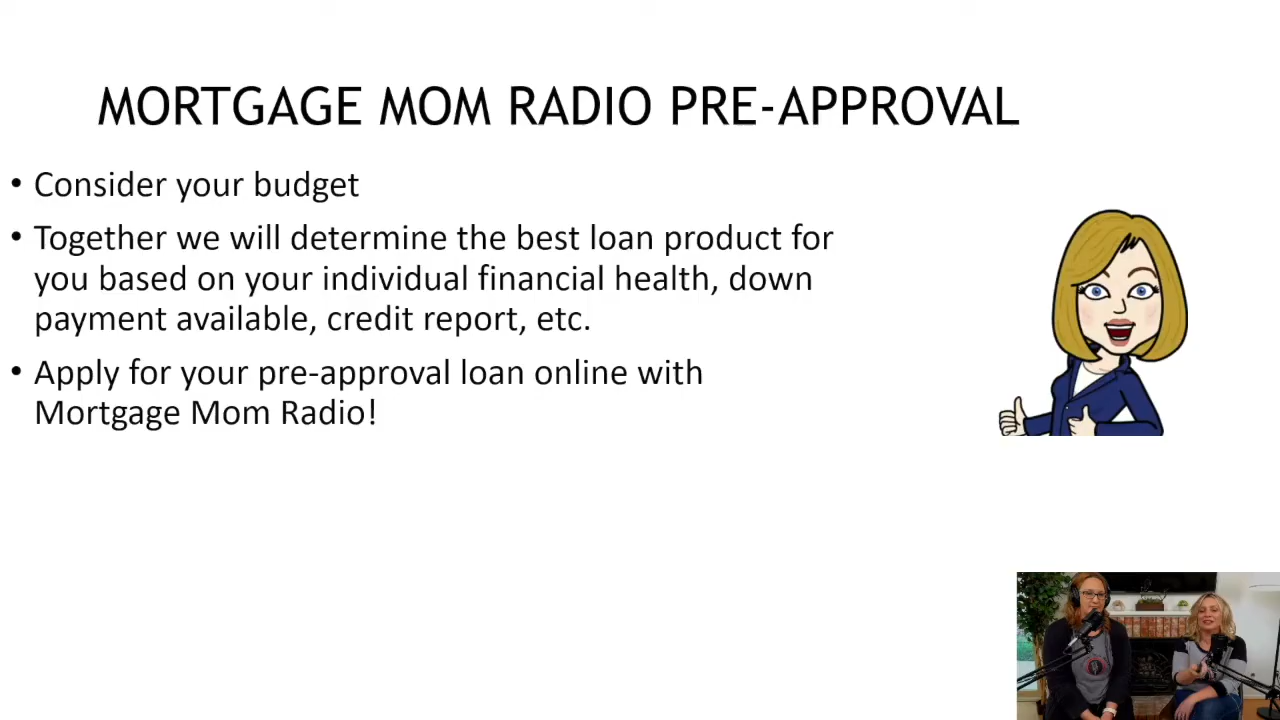 MORTGAGE MOM RADIO PRE-APPROVAL
• Consider your budget
• Together we will determine the best loan product for
you based on your individual financial health, down
payment available, credit report, etc.
• Apply for your pre-approval loan online with
Mortgage Mom Radio!